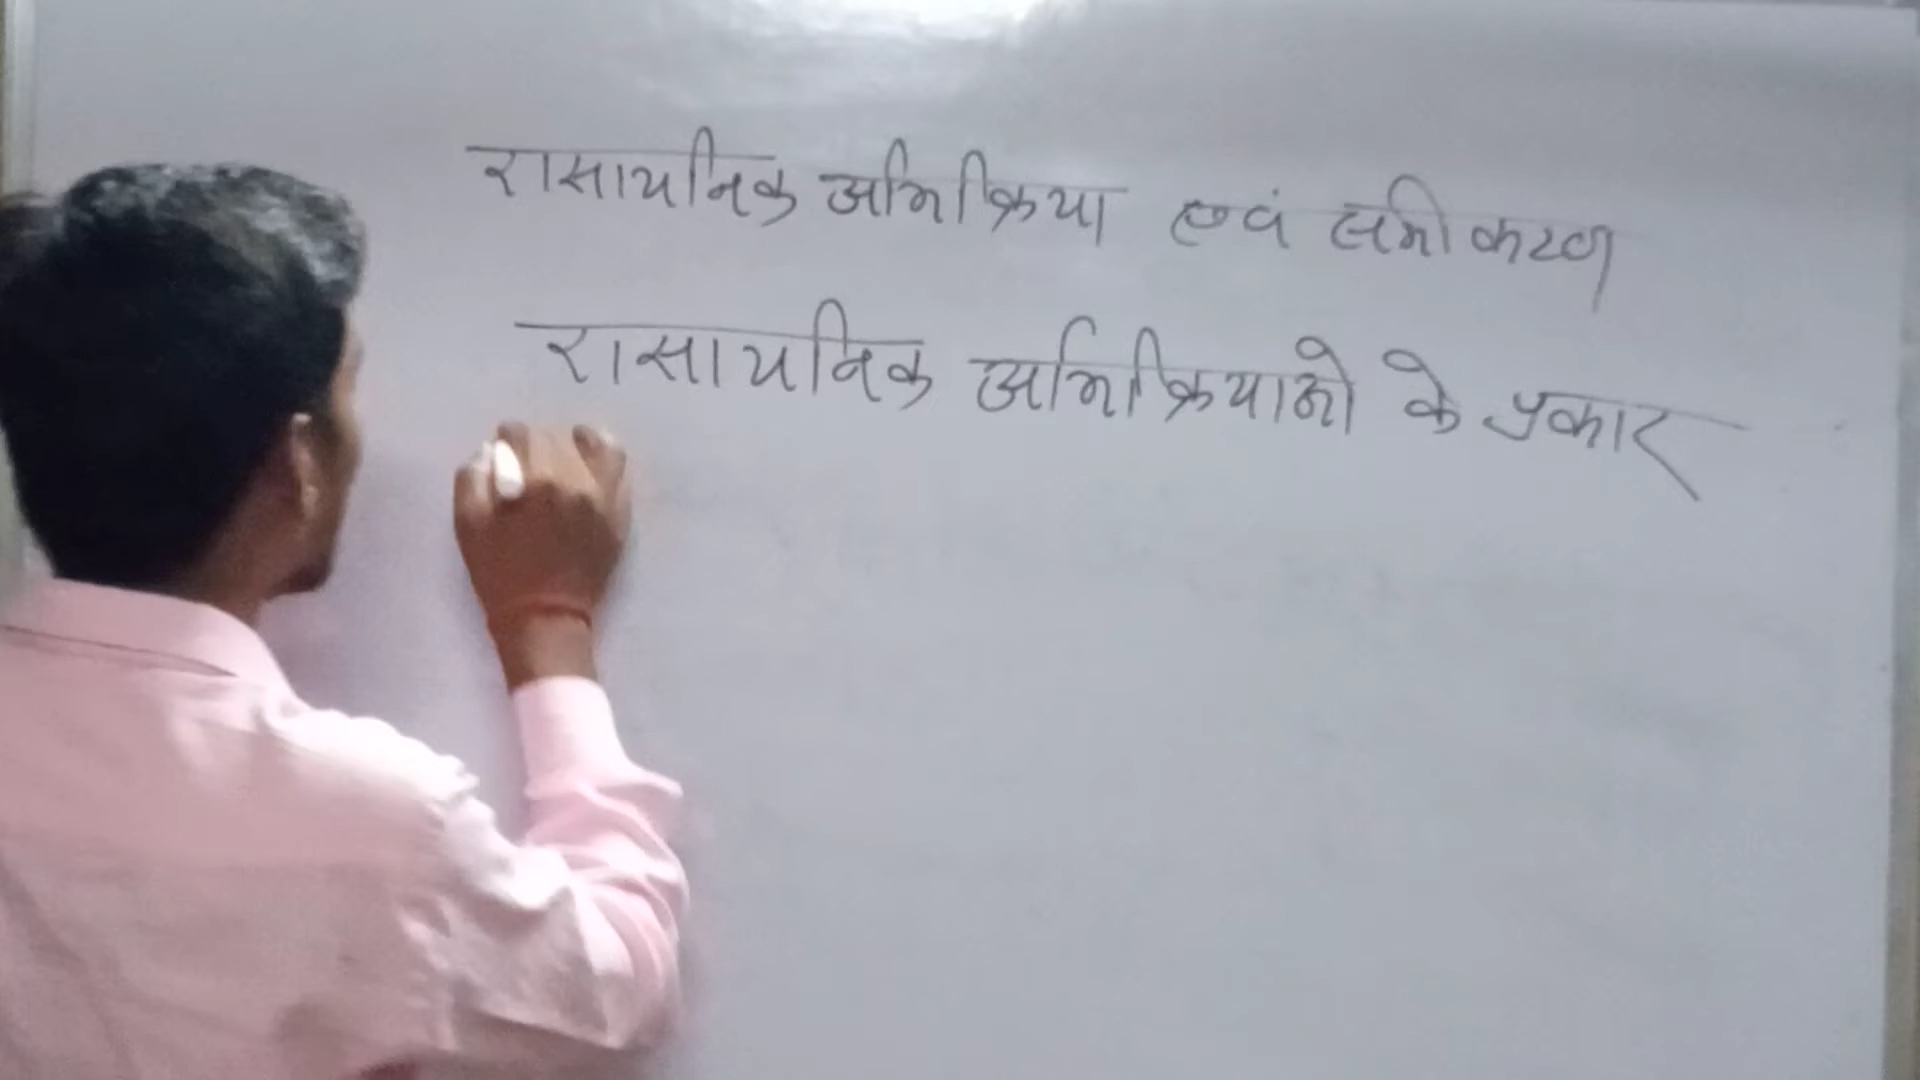 रासायनिक अभिक्रिया एवं समीकरण
रासायनिक अभिक्रियाओ के प्रकार